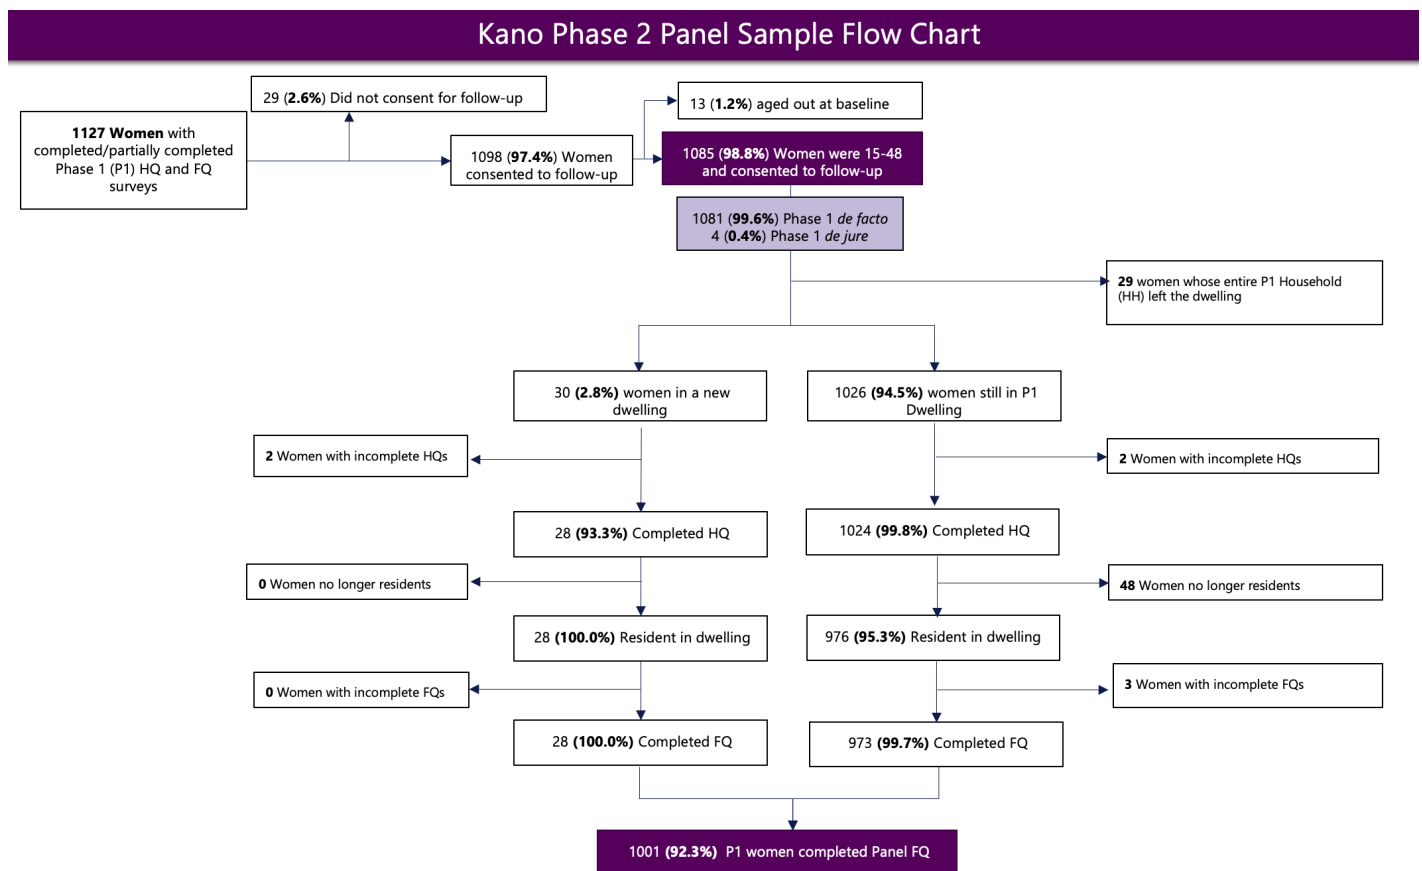 Kano Phase 2 Panel Sample Flow Chart
29 (2.6%) Did not consent for follow-up
13 (1.2%) aged out at baseline
1127 Women with
completed/partially completed
Phase 1 (P1) HQ and FQ
surveys
1098 (97.4%) Women
consented to follow-up
1085 (98.8%) Women were 15-48
and consented to follow-up
1081 (99.6%) Phase 1 de facto
4 (0.4%) Phase 1 de jure
29 women whose entire P1 Household
(HH) left the dwelling
30 (2.8%) women in a new
dwelling
1026 (94.5%) women still in P1
Dwelling
2 Women with incomplete HQs
2 Women with incomplete HQs
28 (93.3%) Completed HQ
1024 (99.8%) Completed HQ
0 Women no longer residents
48 Women no longer residents
28 (100.0%) Resident in dwelling
976 (95.3%) Resident in dwelling
0 Women with incomplete FQs
3 Women with incomplete FQs
28 (100.0%) Completed FQ
973 (99.7%) Completed FQ
1001 (92.3%) P1 women completed Panel FQ